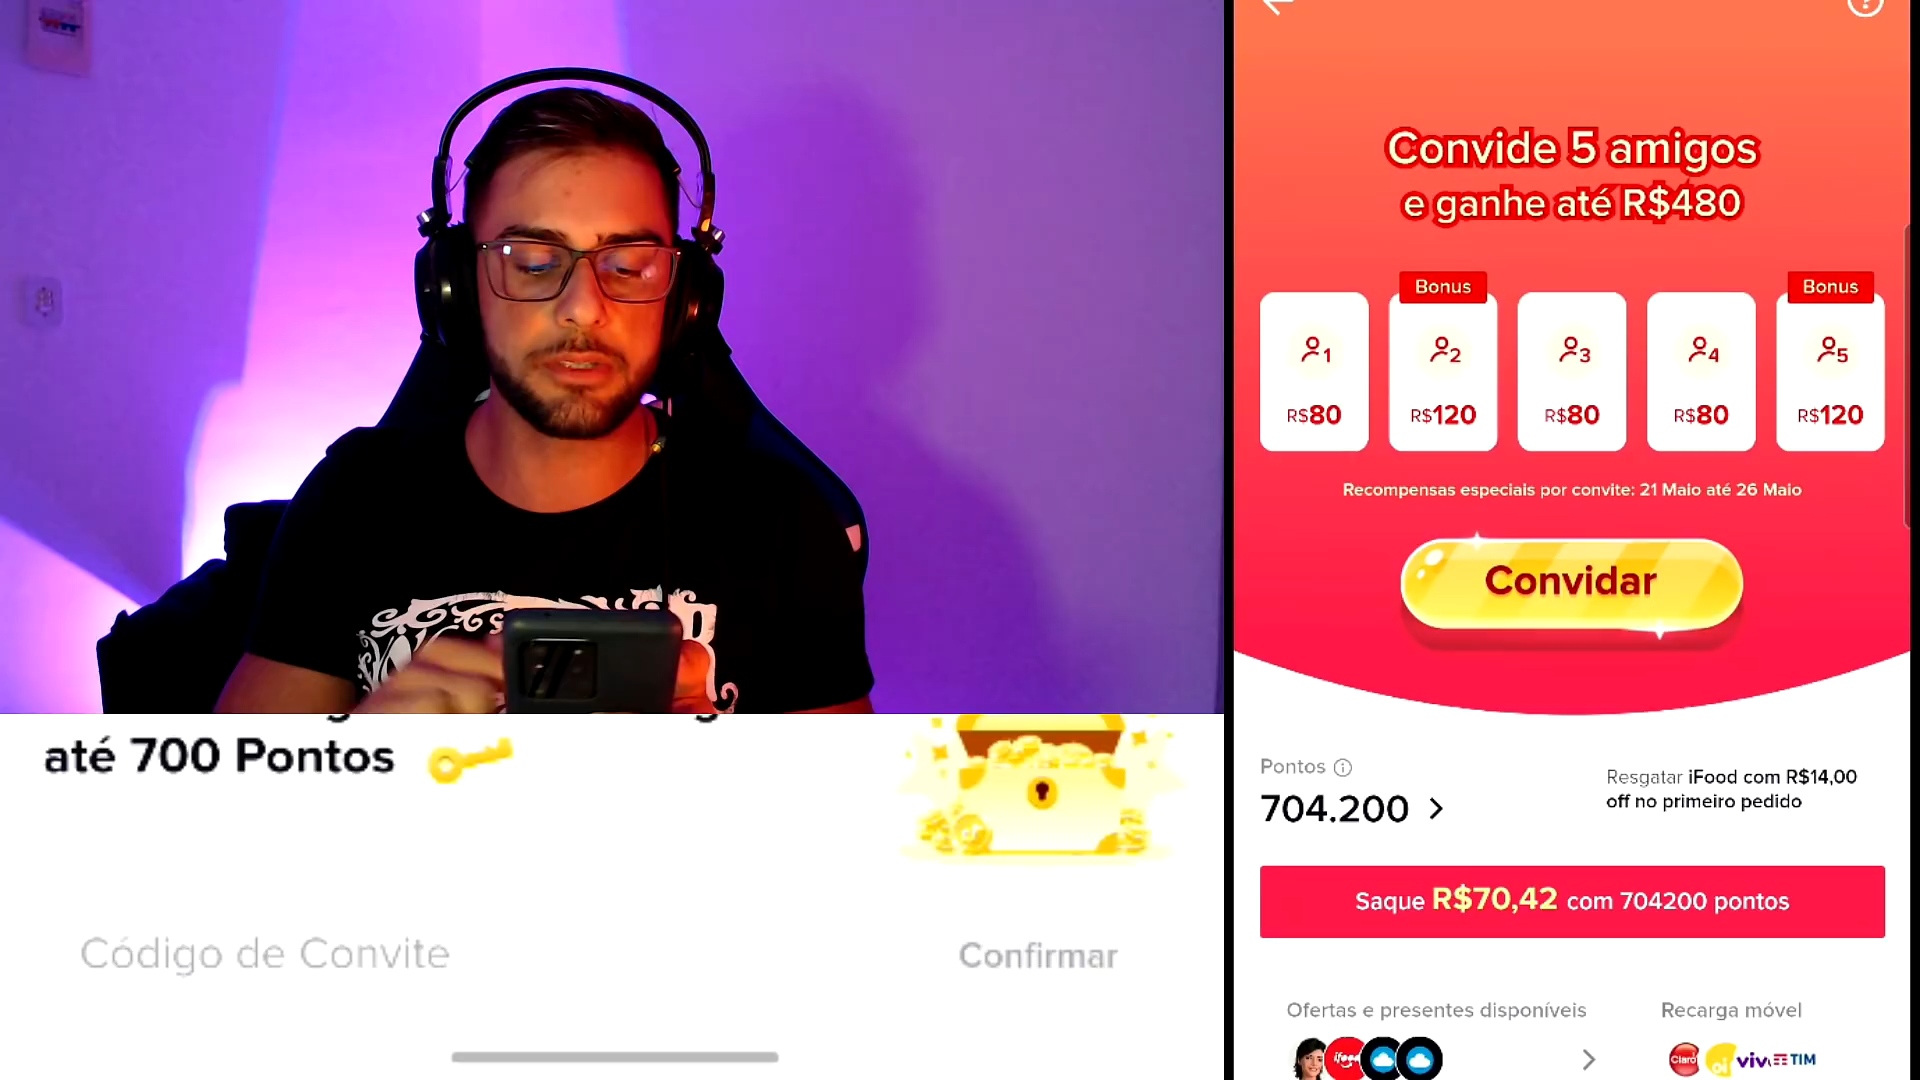 até 700 Pontos
Código de Convite
Confirmar
Convide 5 amigos
e ganhe até R$480
Bonus
Bonus
1
2
3
4
5
R$80
R$120
R$80
R$80
R$120
Recompensas especiais por convite: 21 Maio até 26 Maio
Convidar
Pontos
704.200
Resgatar iFood com R$14,00
off no primeiro pedido
Saque R$70,42 com 704200 pontos
Ofertas e presentes disponíveis
Recarga móvel
Claro
oi
TIM